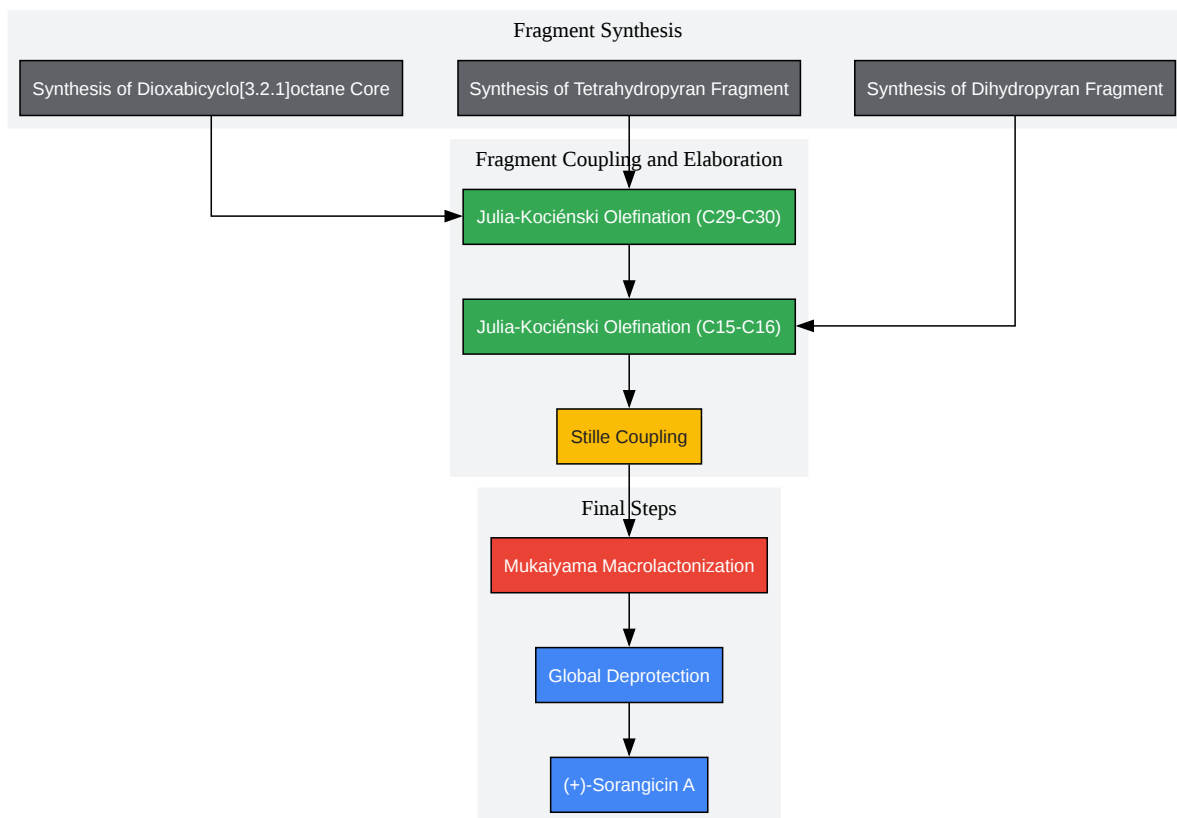 Fragment Synthesis
Synthesis of Dioxabicyclo[3.2.1]octane Core
Synthesis of Tetrahydropyran Fragment
Synthesis of Dihydropyran Fragment
Fragment Coupling and Elaboration
Julia-Kociénski Olefination (C29-C30)
Julia-Kociénski Olefination (C15-C16)
Stille Coupling
Final Steps
Mukaiyama Macrolactonization
Global Deprotection
(+)-Sorangicin A